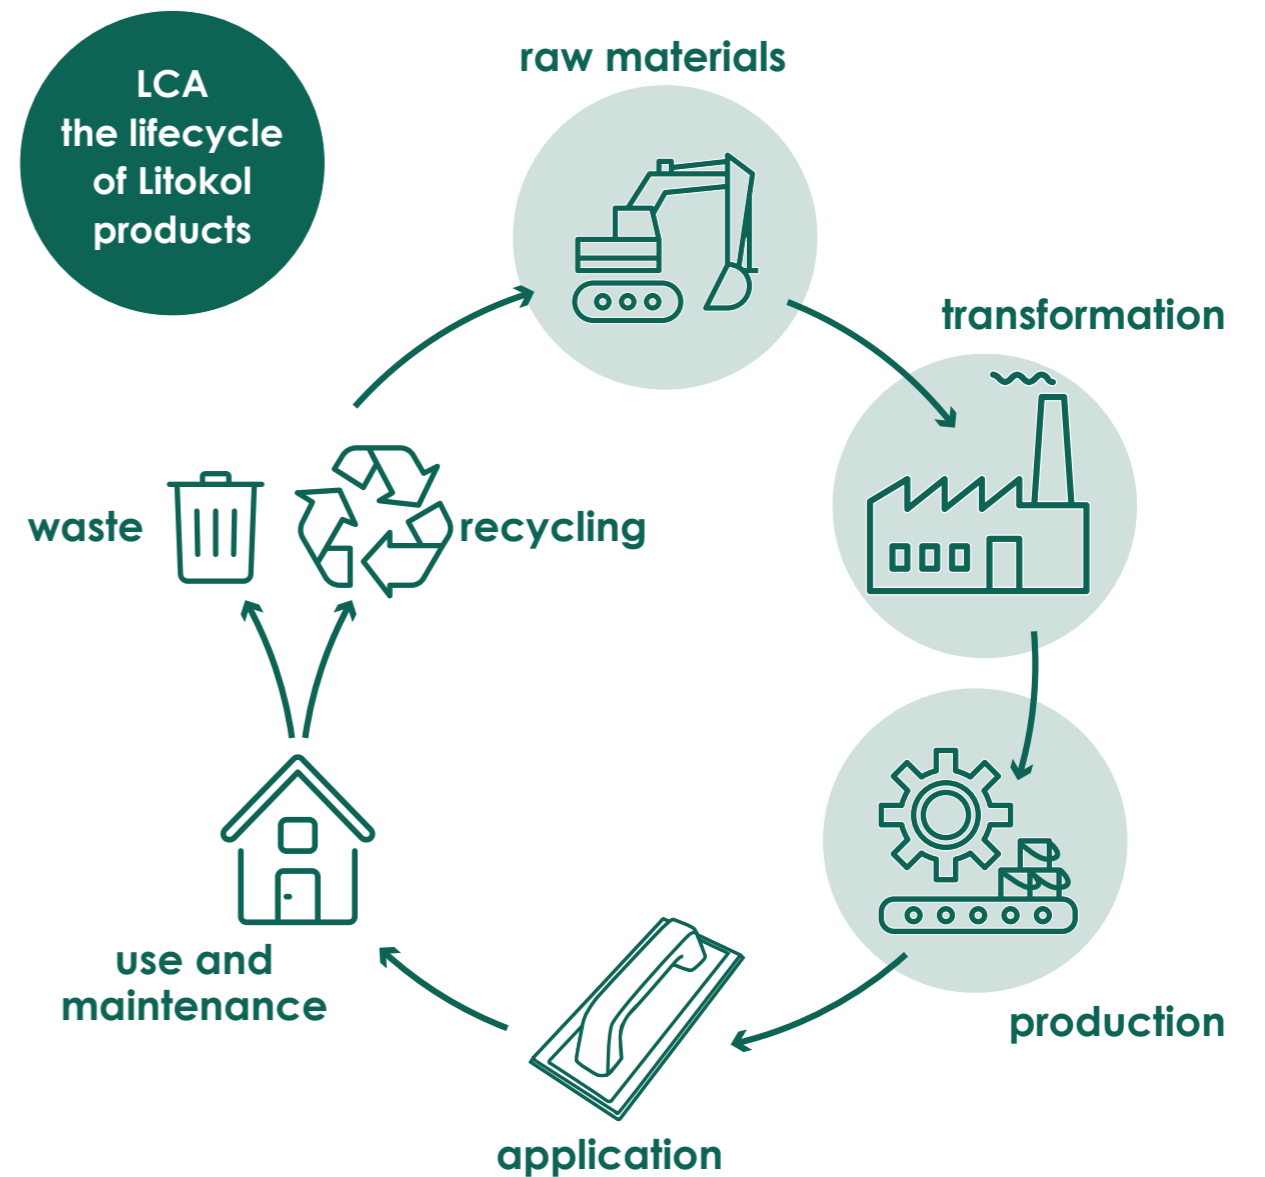 LCA
the lifecycle
of Litokol
products
raw materials
transformation
waste
recycling
use and
maintenance
production
application